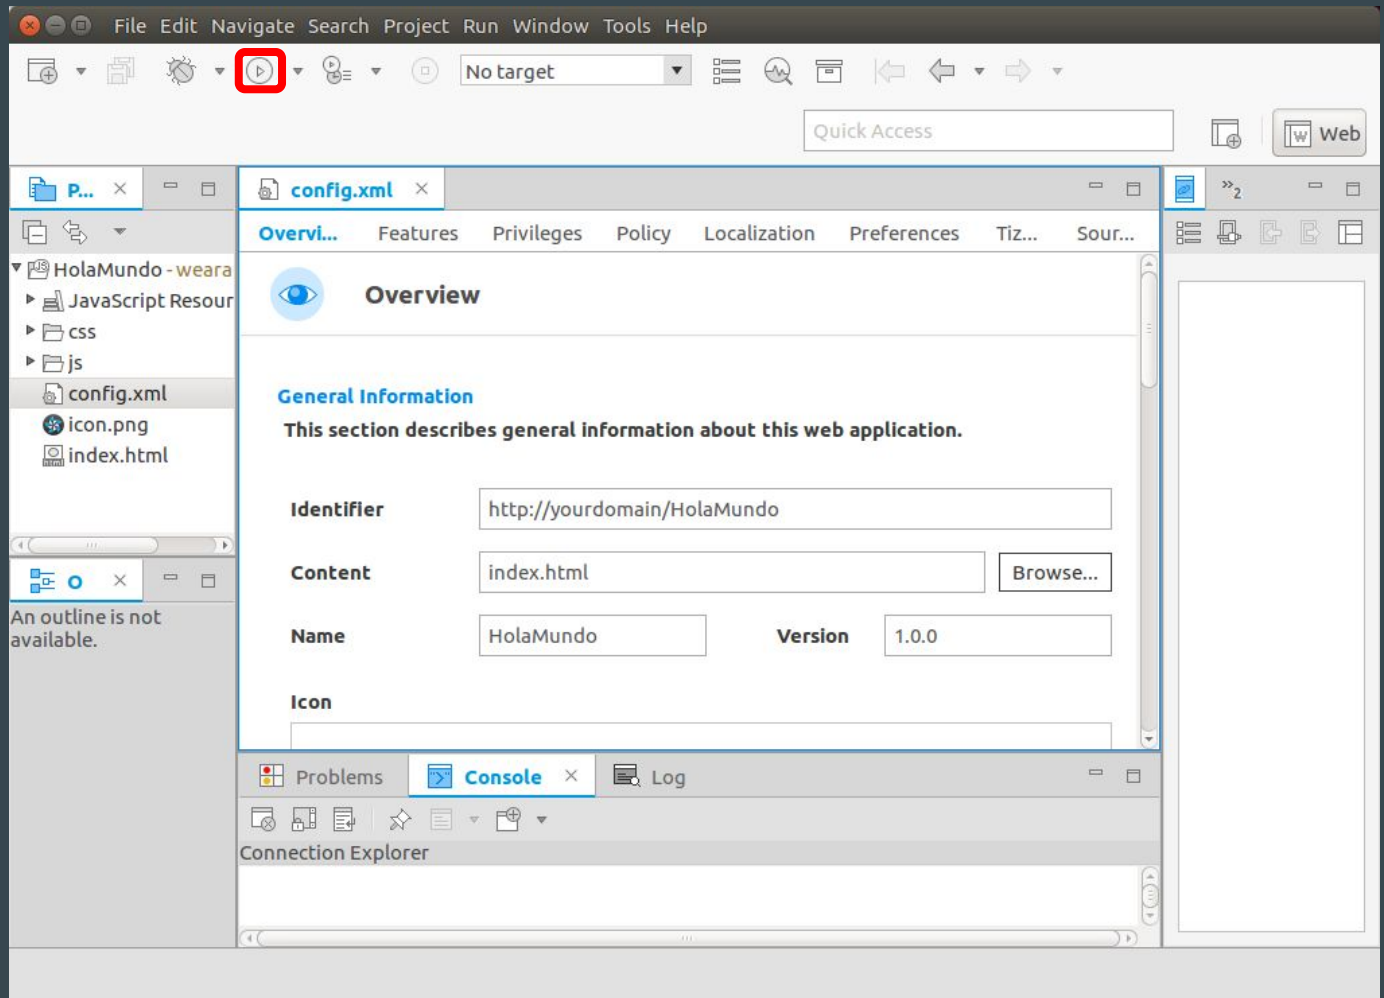 File Edit Navigate Search Project Run Window Tools Help
No target
Quick Access
Web
P...
config.xml
»2
Overvi... Features Privileges Policy Localization Preferences Tiz... Sour...
HolaMundo - weara
JavaScript Resour
css
js
config.xml
icon.png
index.html
Overview
General Information
This section describes general information about this web application.
Identifier http://yourdomain/HolaMundo
Content index.html Browse...
Name HolaMundo Version 1.0.0
Icon
O
An outline is not
available.
Problems Console Log
Connection Explorer